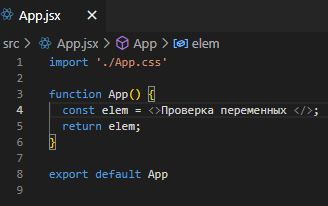 App.jsx ×
src > App.jsx > App > elem
1 import './App.css'
2
3 function App() {
4   const elem = <>Проверка переменных </>;
5   return elem;
6 }
7
8 export default App
9